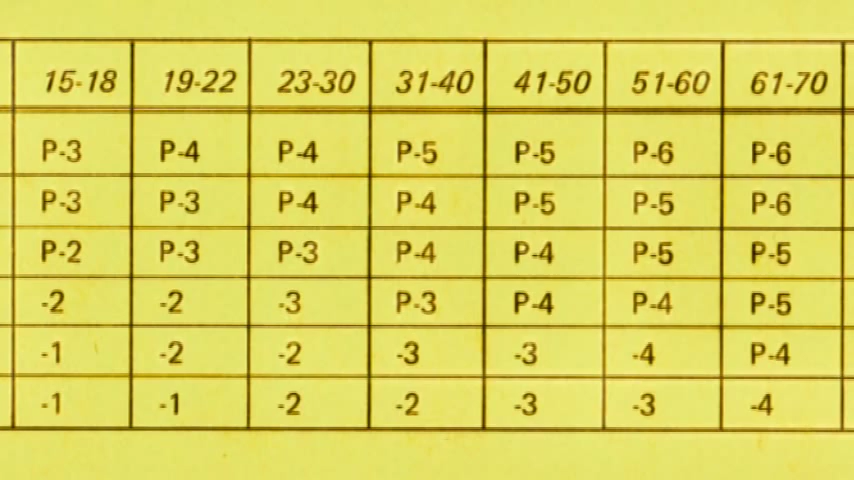 15-18 19-22 23-30 31-40 41-50 51-60 61-70
P-3 P-4 P-4 P-5 P-5 P-6 P-6
P-3 P-3 P-4 P-4 P-5 P-5 P-6
P-2 P-3 P-3 P-4 P-4 P-5 P-5
-2 -2 -3 P-3 P-4 P-4 P-5
-1 -2 -2 -3 -3 -4 P-4
-1 -1 -2 -2 -3 -3 -4